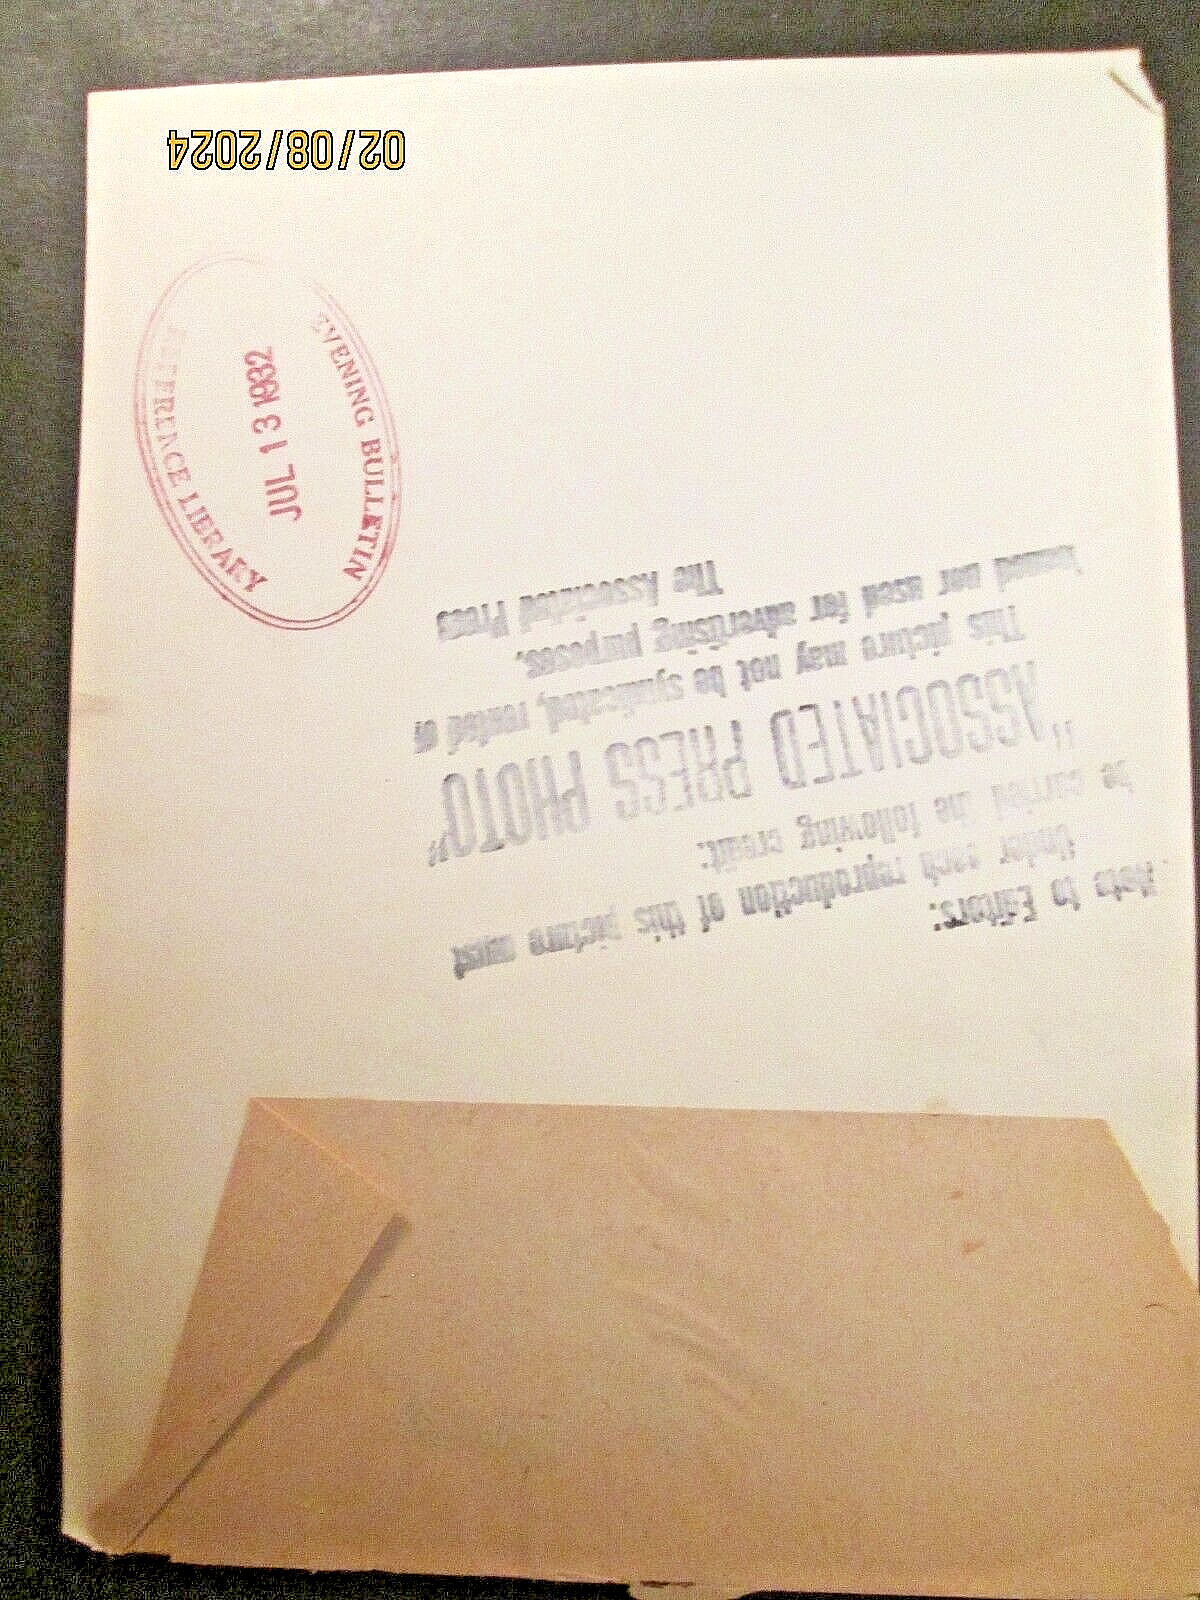 02/08/2024
EVENING BULLETIN
JUL 13 1932
REFERENCE LIBRARY
Note to Editors:
Under each reproduction of this picture must
be carried the following credit:
"ASSOCIATED PRESS PHOTO"
This picture may not be syndicated, rented or
loaned nor used for advertising purposes.
The Associated Press